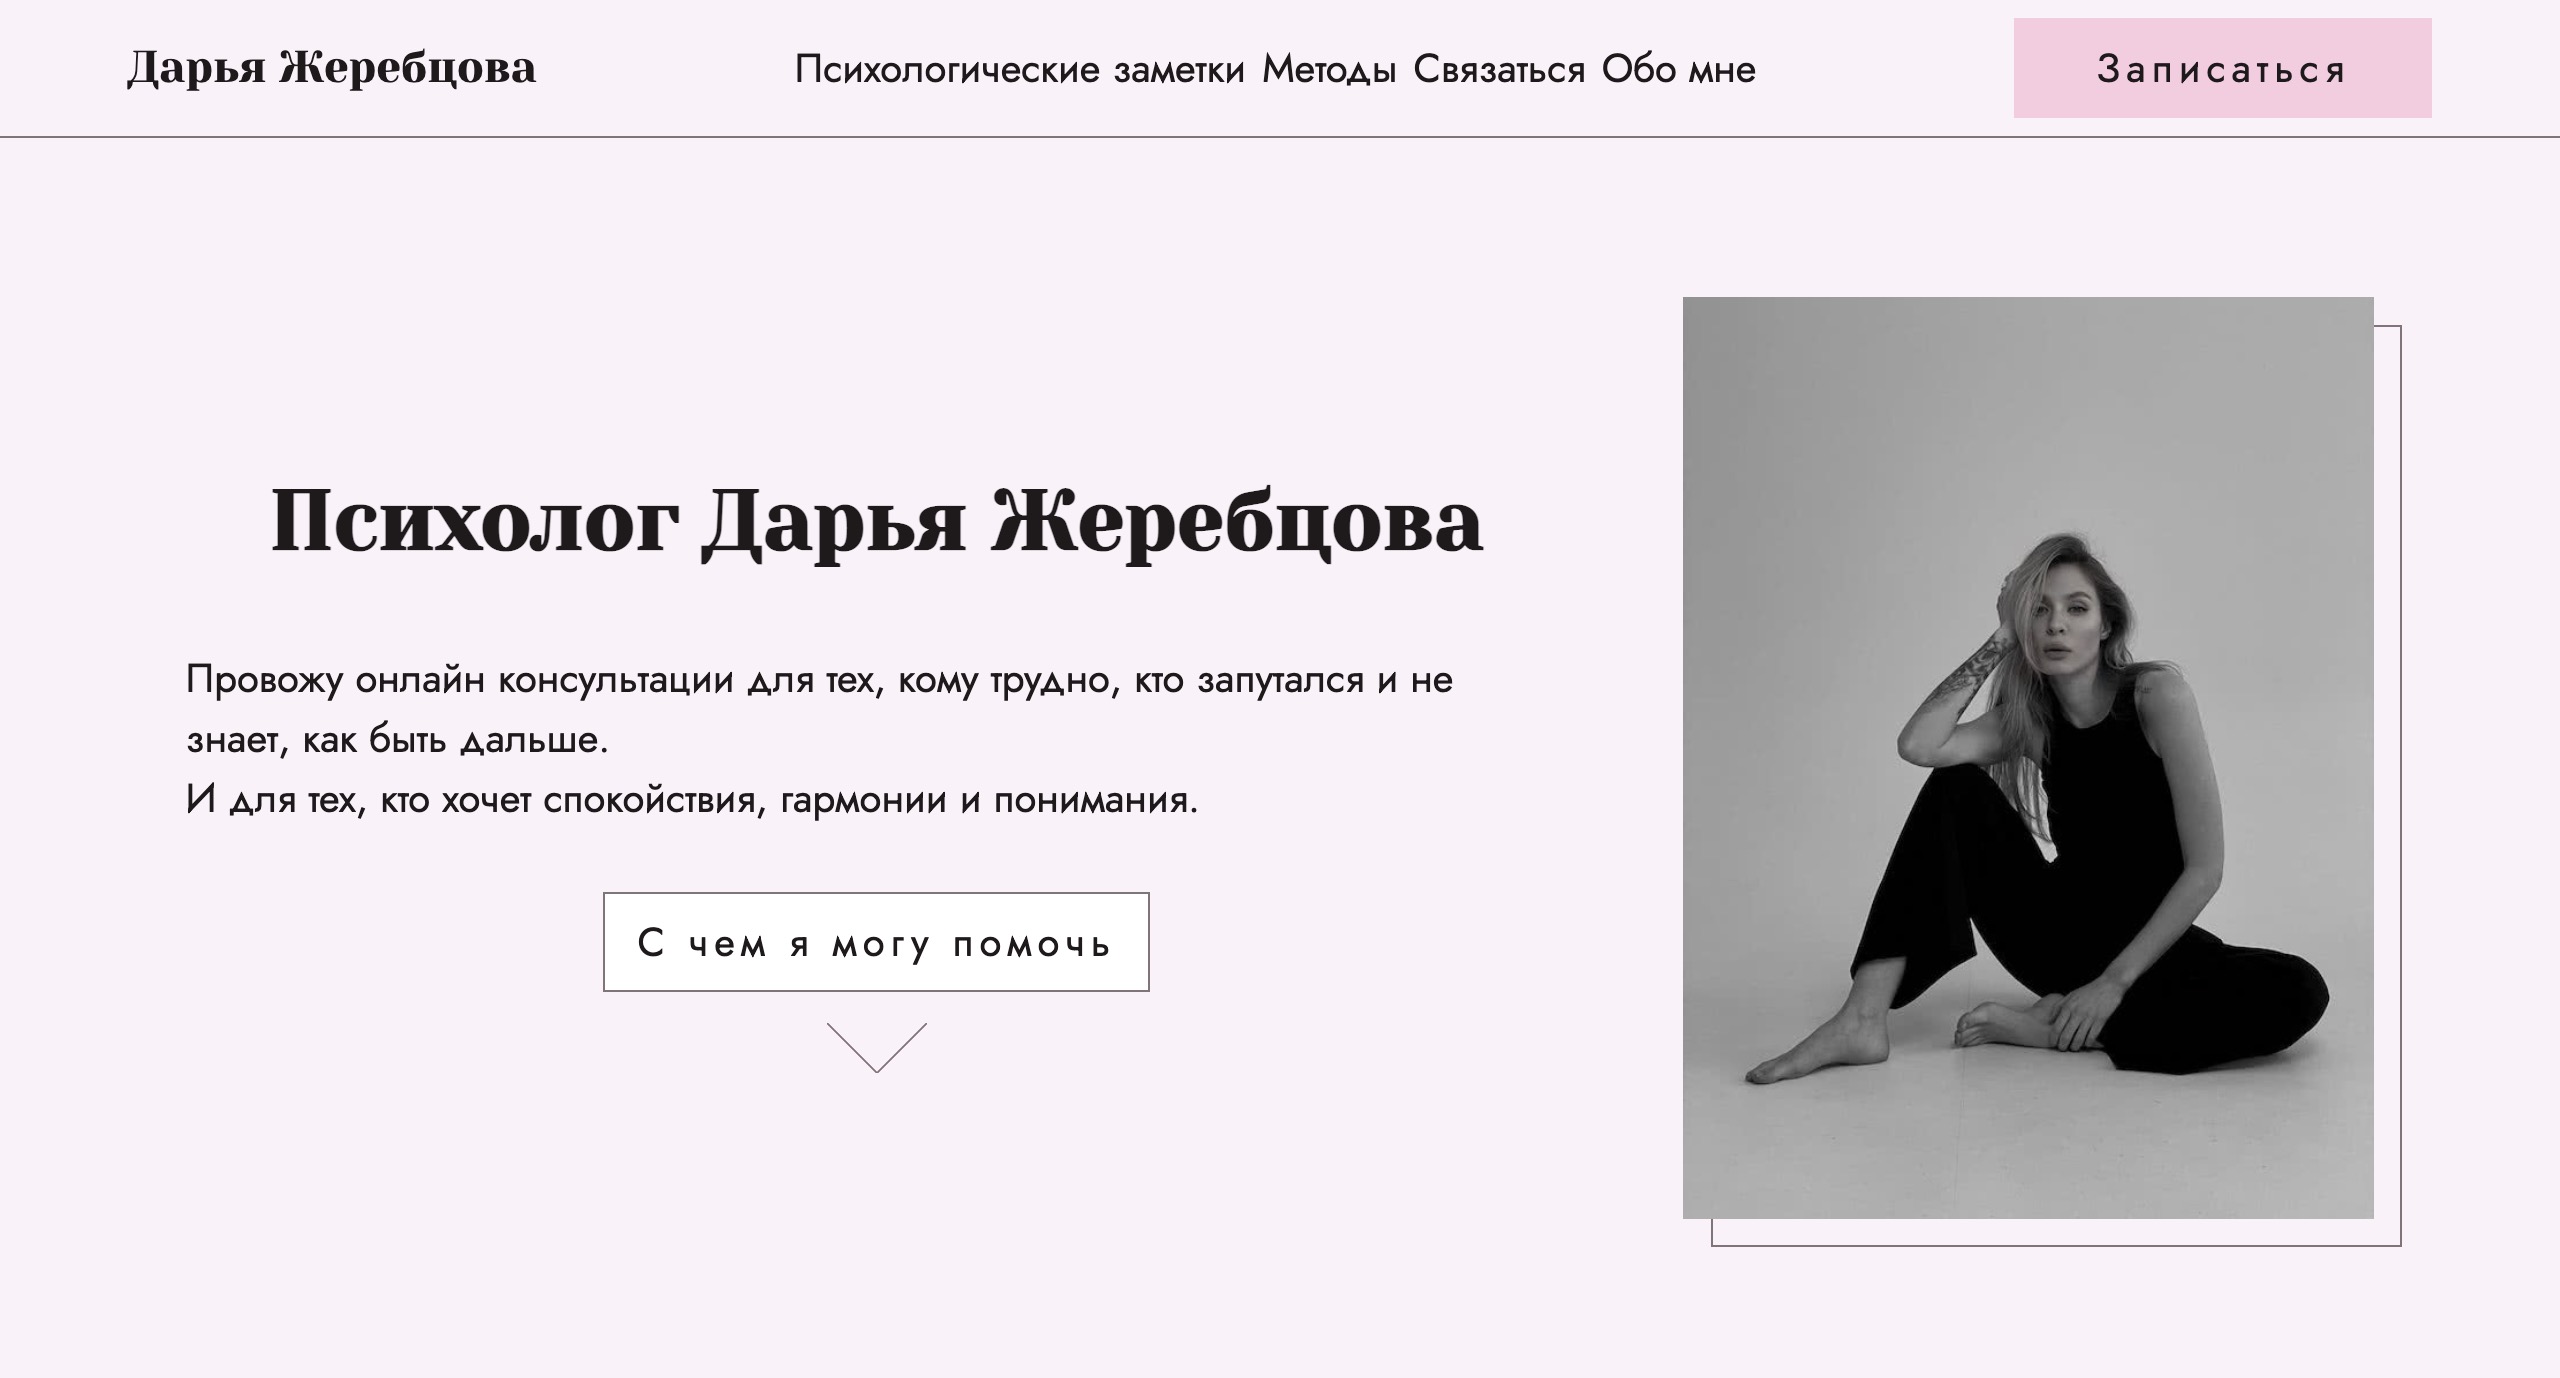 Дарья Жеребцова
Психологические заметки Методы Связаться Обо мне
Записаться
Психолог Дарья Жеребцова
Провожу онлайн консультации для тех, кому трудно, кто запутался и не
знает, как быть дальше.
И для тех, кто хочет спокойствия, гармонии и понимания.
С чем я могу помочь